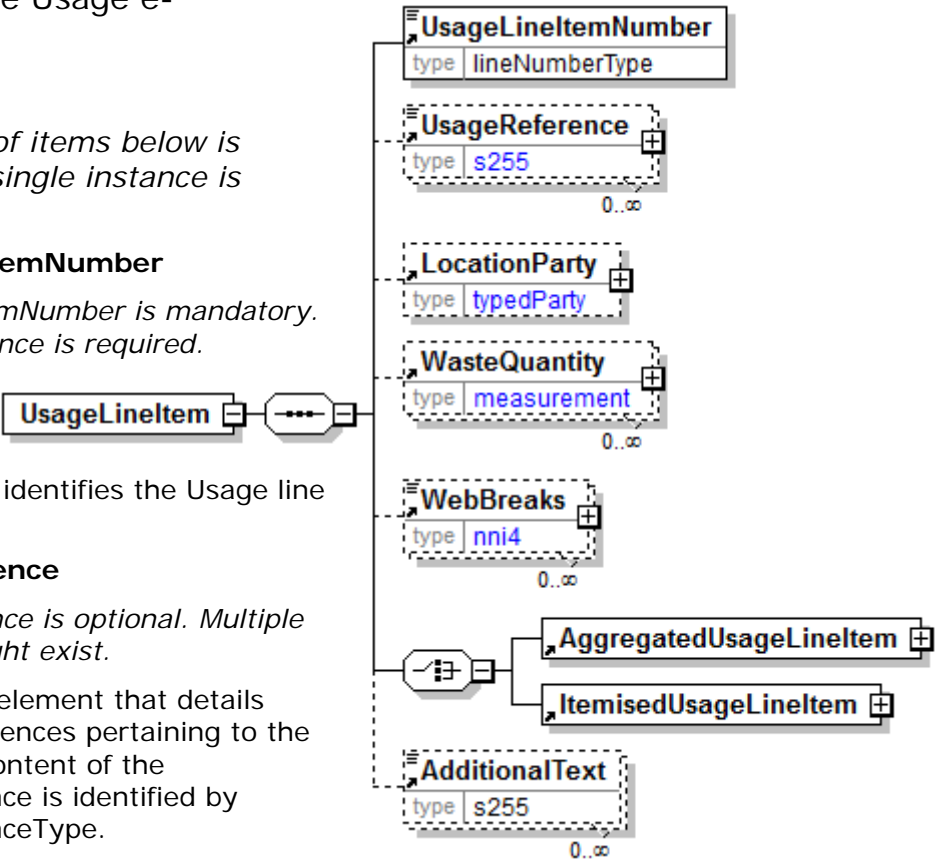 e Usage e-
of items below is
single instance is
emNumber
mNumber is mandatory.
nce is required.
identifies the Usage line
ence
nce is optional. Multiple
ght exist.
element that details
ences pertaining to the
ontent of the
nce is identified by
nceType.
UsageLineItem
UsageLineItemNumber
type lineNumberType
UsageReference
type s255
0..∞
LocationParty
type typedParty
WasteQuantity
type measurement
0..∞
WebBreaks
type nni4
0..∞
AggregatedUsageLineItem
ItemisedUsageLineItem
AdditionalText
type s255
0..∞